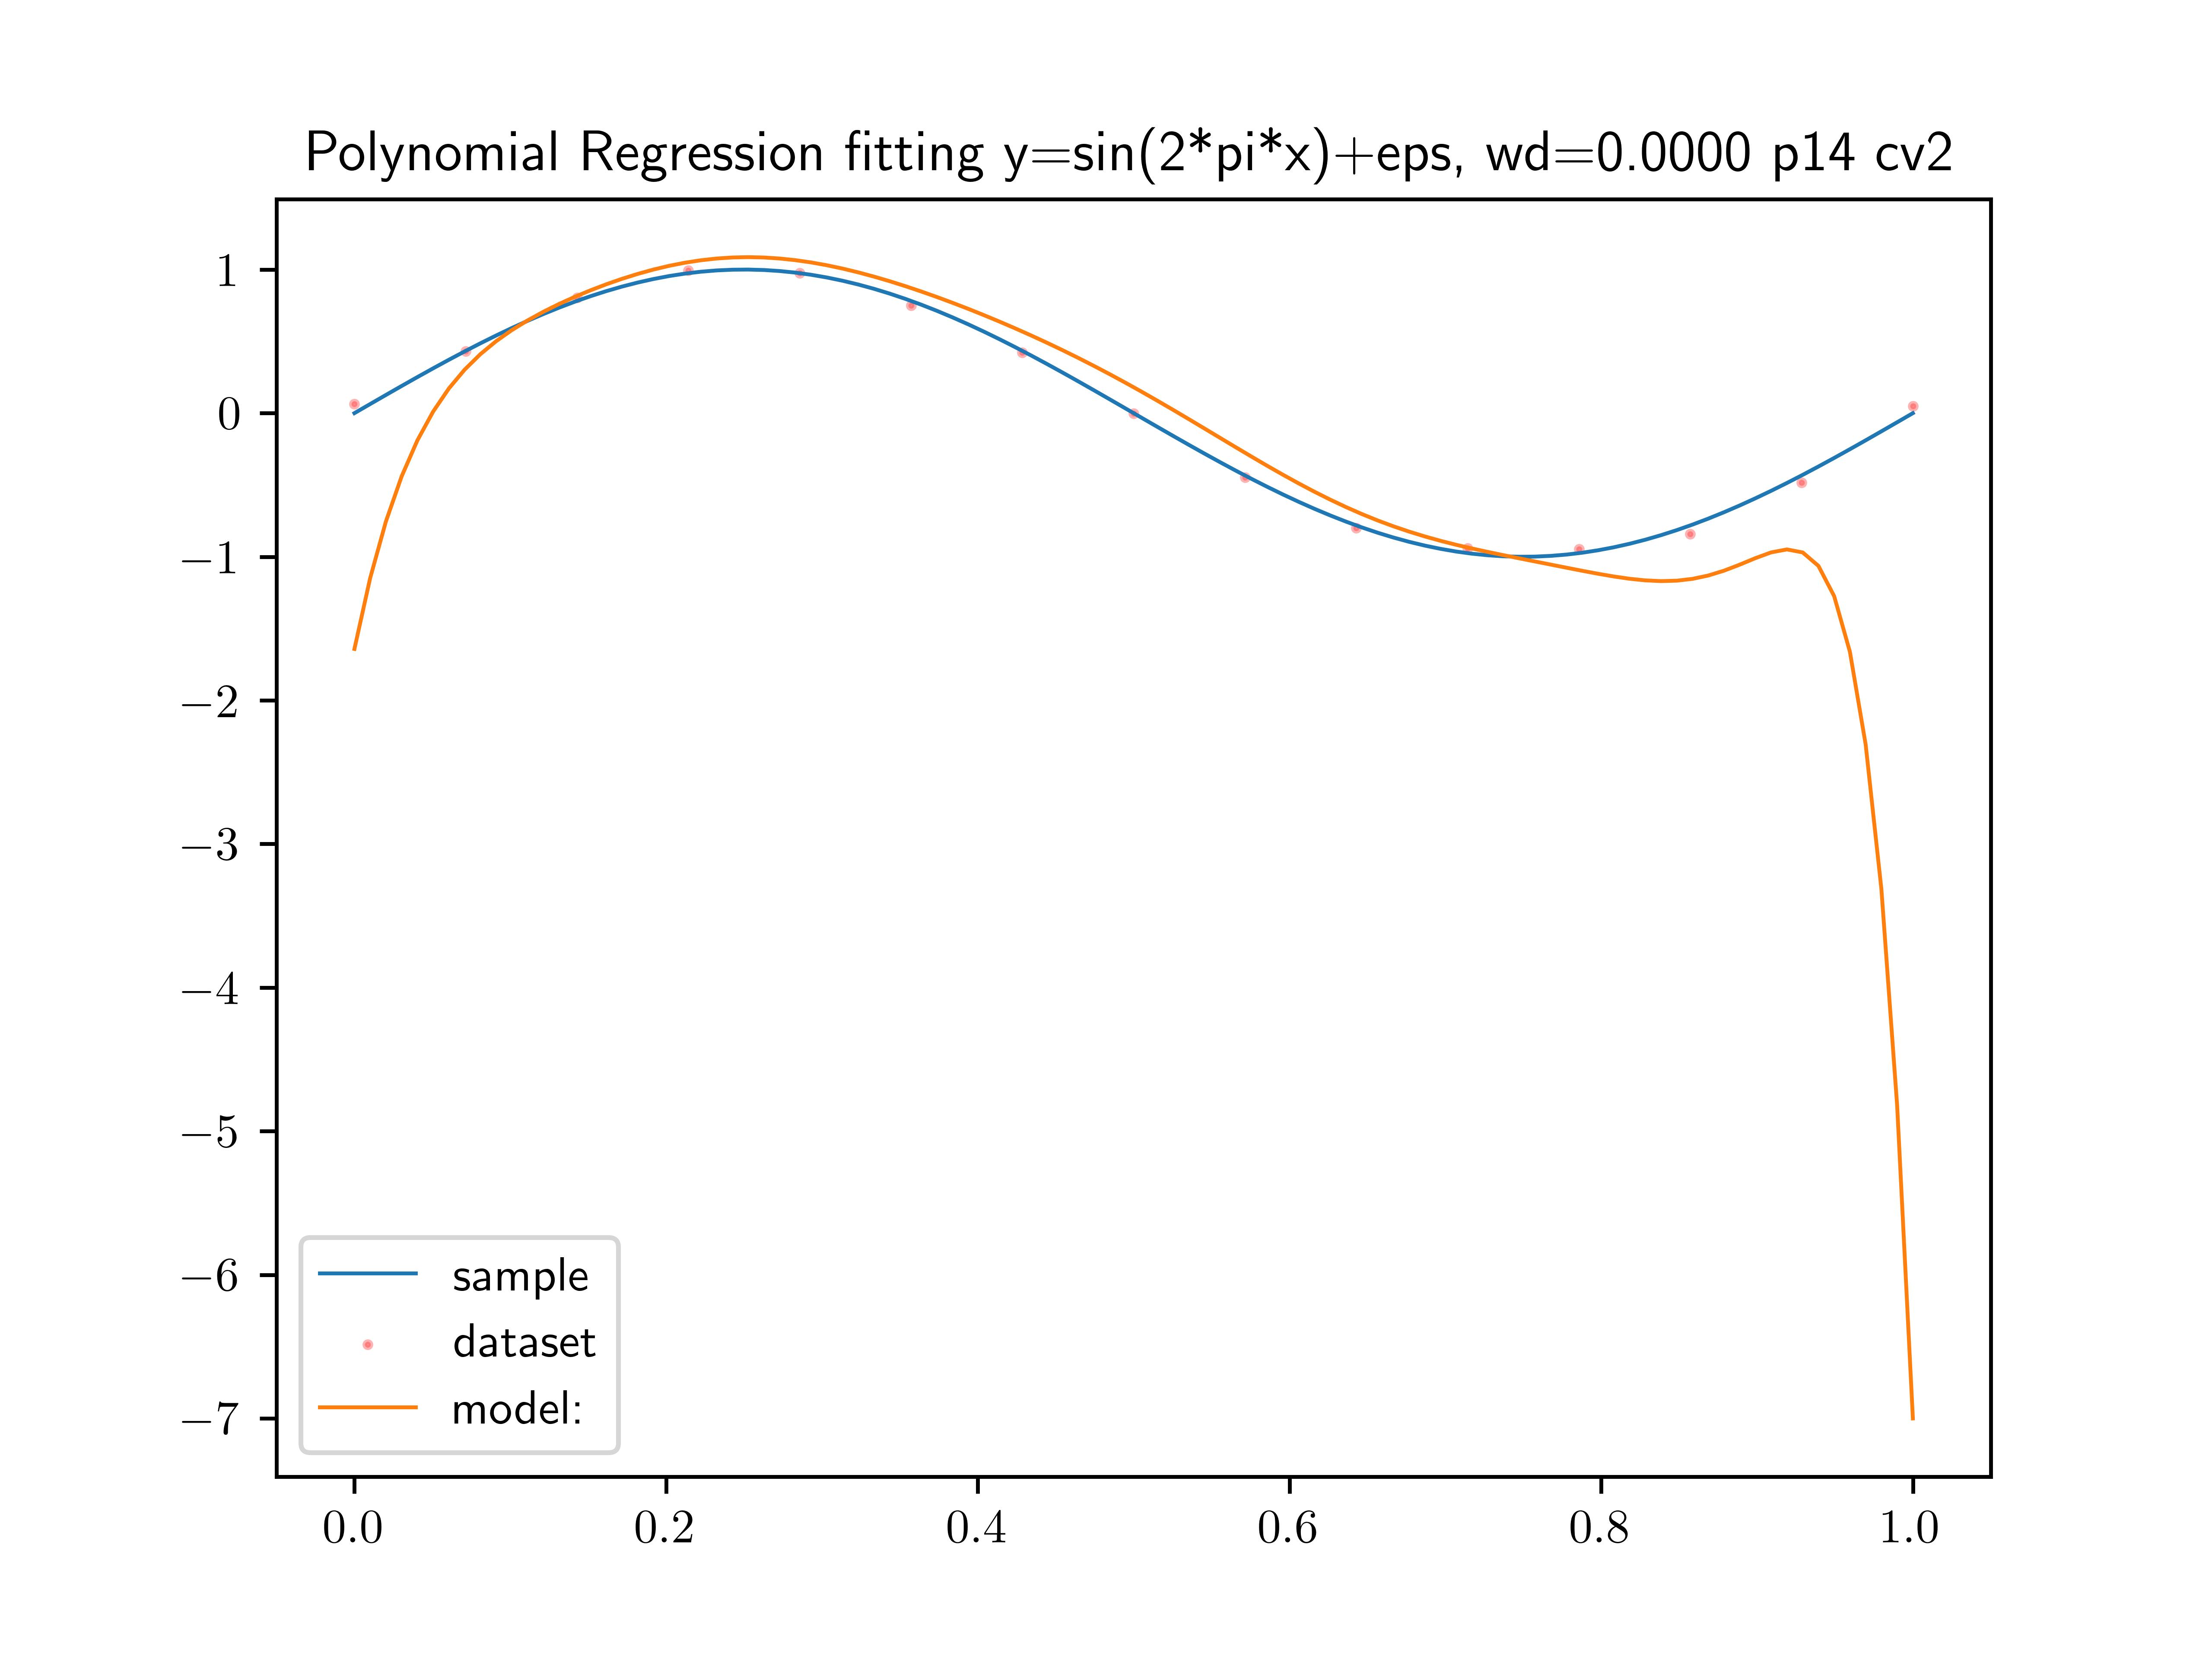 Polynomial Regression fitting y=sin(2*pi*x)+eps, wd=0.0000 p14 cv2
1
0
−1
−2
−3
−4
−5
−6
−7
sample
dataset
model:
0.0 0.2 0.4 0.6 0.8 1.0